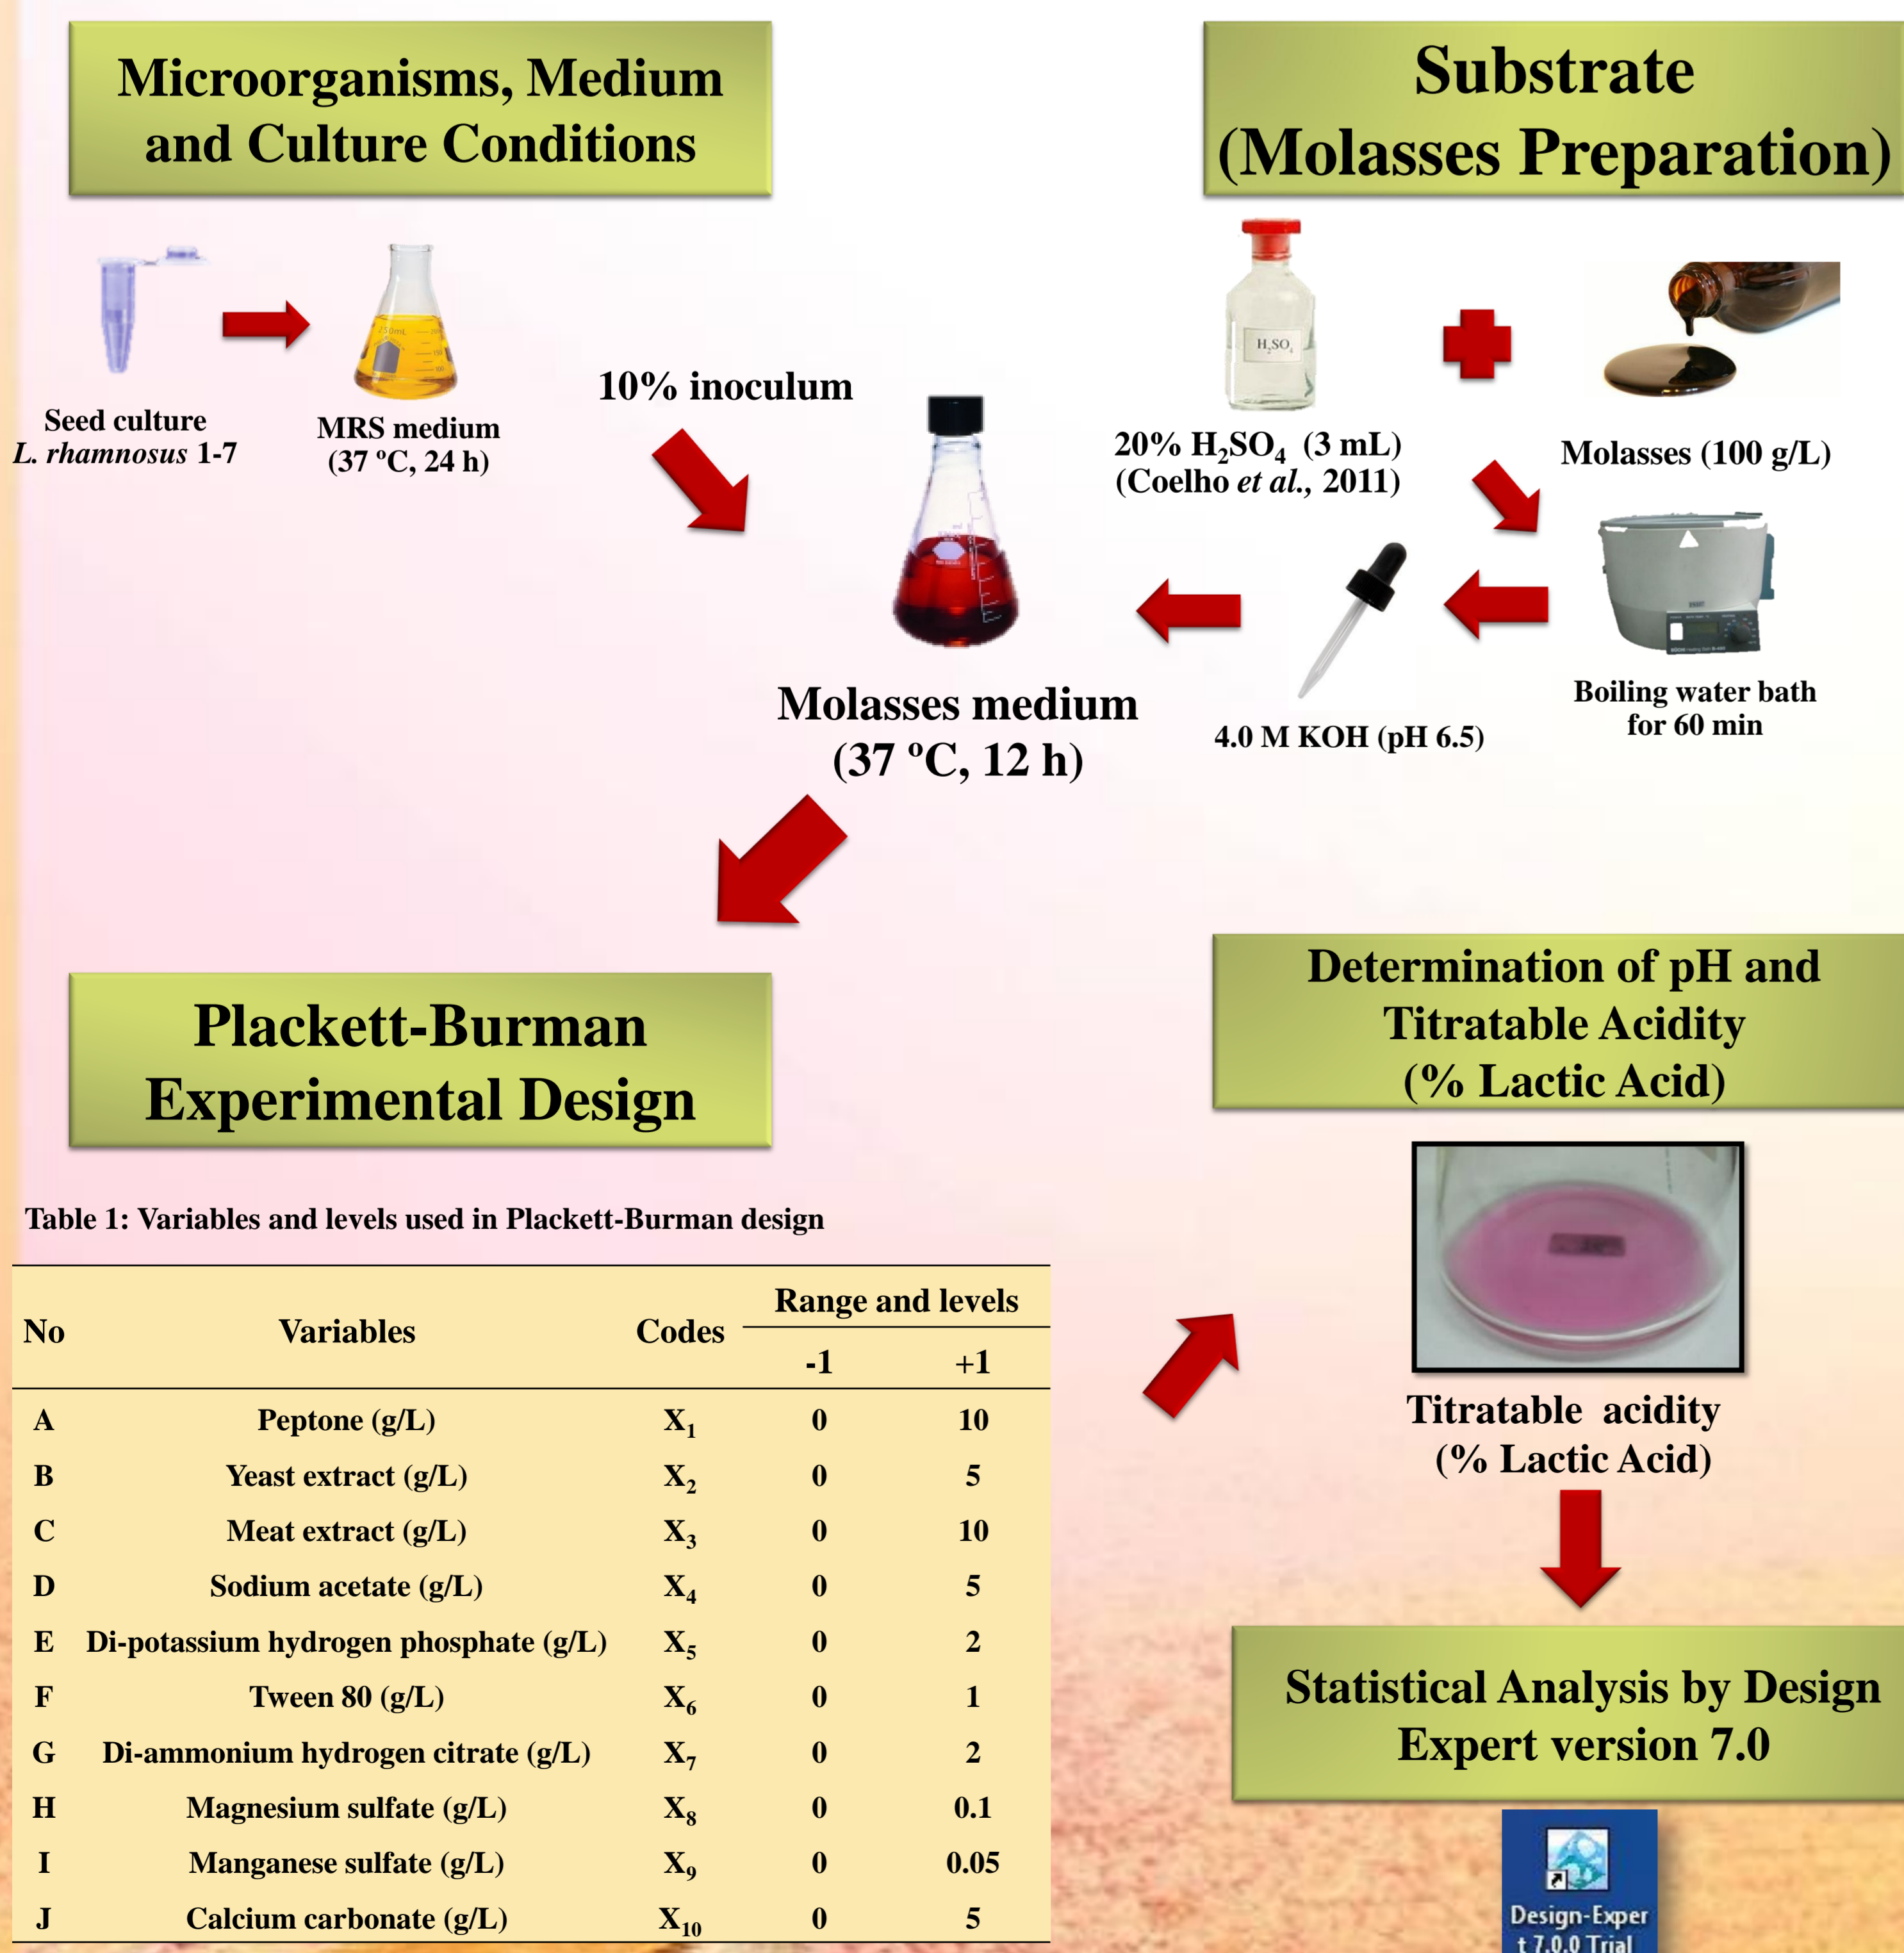 Microorganisms, Medium
and Culture Conditions
Substrate
(Molasses Preparation)
Seed culture
L. rhamnosus 1-7
250mL
MRS medium
(37 ºC, 24 h)
10% inoculum
H₂SO₄
20% H₂SO₄ (3 mL)
(Coelho et al., 2011)
Molasses (100 g/L)
Boiling water bath
for 60 min
4.0 M KOH (pH 6.5)
Molasses medium
(37 ºC, 12 h)
Plackett-Burman
Experimental Design
Table 1: Variables and levels used in Plackett-Burman design
No Variables Codes Range and levels
-1 +1
A Peptone (g/L) X₁ 0 10
B Yeast extract (g/L) X₂ 0 5
C Meat extract (g/L) X₃ 0 10
D Sodium acetate (g/L) X₄ 0 5
E Di-potassium hydrogen phosphate (g/L) X₅ 0 2
F Tween 80 (g/L) X₆ 0 1
G Di-ammonium hydrogen citrate (g/L) X₇ 0 2
H Magnesium sulfate (g/L) X₈ 0 0.1
I Manganese sulfate (g/L) X₉ 0 0.05
J Calcium carbonate (g/L) X₁₀ 0 5
Determination of pH and
Titratable Acidity
(% Lactic Acid)
Titratable acidity
(% Lactic Acid)
Statistical Analysis by Design
Expert version 7.0
Design-Exper
t 7.0.0 Trial